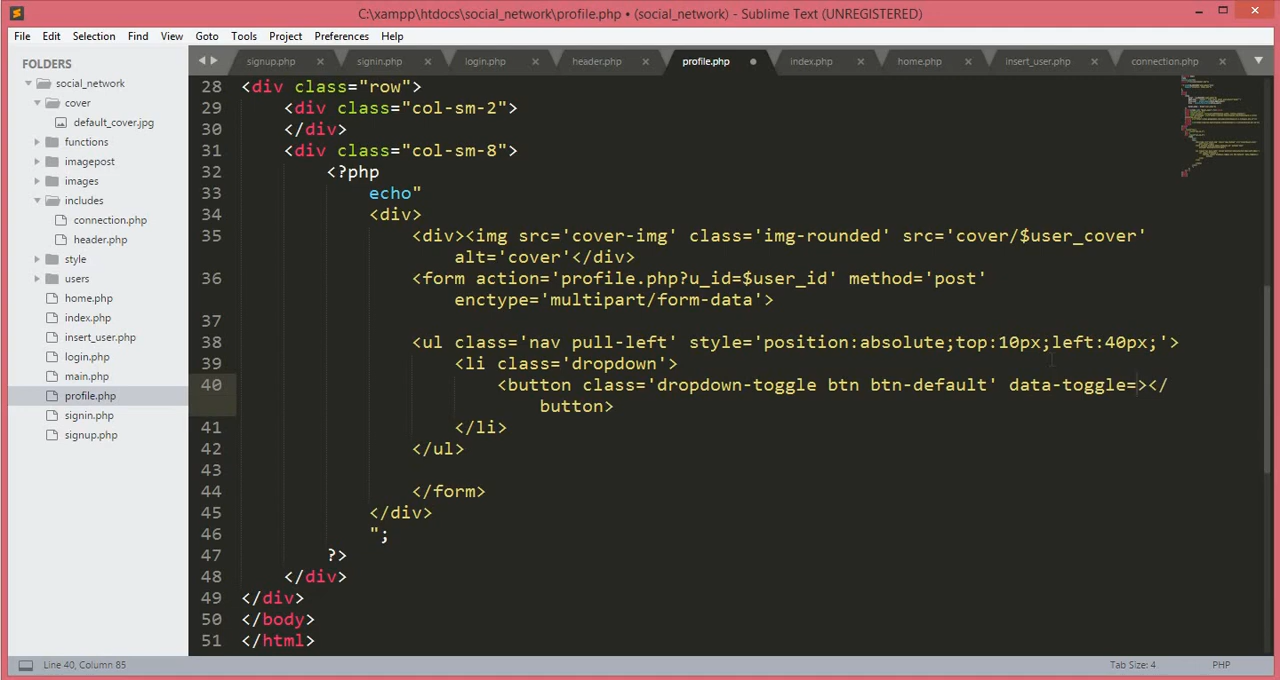 C:\xampp\htdocs\social_network\profile.php • (social_network) - Sublime Text (UNREGISTERED)
File Edit Selection Find View Goto Tools Project Preferences Help
FOLDERS
social_network
cover
default_cover.jpg
functions
imagepost
images
includes
connection.php
header.php
style
users
home.php
index.php
insert_user.php
login.php
main.php
profile.php
signin.php
signup.php
signup.php signin.php login.php header.php profile.php index.php home.php insert_user.php connection.php
28 <div class="row">
29 <div class="col-sm-2">
30 </div>
31 <div class="col-sm-8">
32 <?php
33 echo"
34 <div>
35 <div><img src='cover-img' class='img-rounded' src='cover/$user_cover'
alt='cover'</div>
36 <form action='profile.php?u_id=$user_id' method='post'
enctype='multipart/form-data'>
37
38 <ul class='nav pull-left' style='position:absolute;top:10px;left:40px;'>
39 <li class='dropdown'>
40 <button class='dropdown-toggle btn btn-default' data-toggle=></
button>
41 </li>
42 </ul>
43
44 </form>
45 </div>
46 ";
47 ?>
48 </div>
49 </div>
50 </body>
51 </html>
Line 40, Column 85 Tab Size: 4 PHP